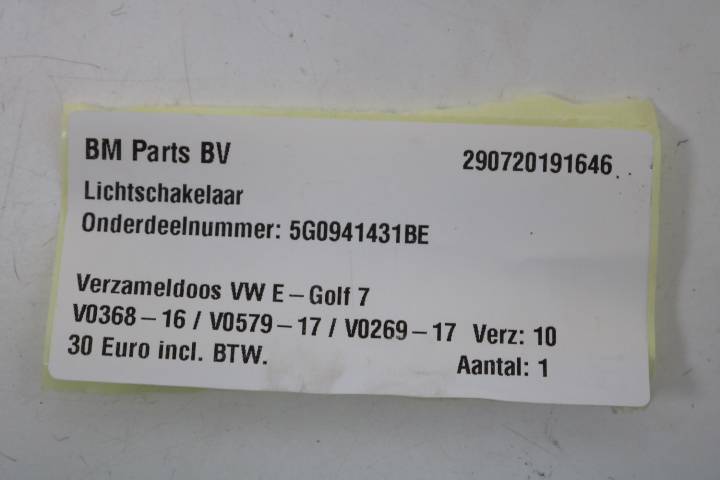 BM Parts BV 290720191646
Lichtschakelaar
Onderdeelnummer: 5G0941431BE
Verzameldoos VW E-Golf 7
V0368-16 / V0579-17 / V0269-17 Verz: 10
30 Euro incl. BTW. Aantal: 1